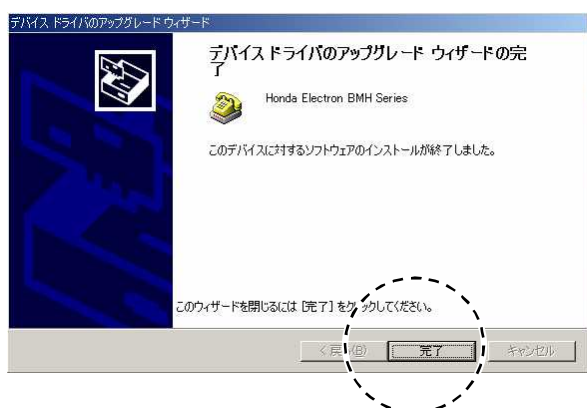 デバイス ドライバのアップグレード ウィザード
デバイス ドライバのアップグレード ウィザードの完
了
Honda Electron BMH Series
このデバイスに対するソフトウェアのインストールが終了しました。
このウィザードを閉じるには [完了] をクリックしてください。
< 戻る(B)
完了
キャンセル